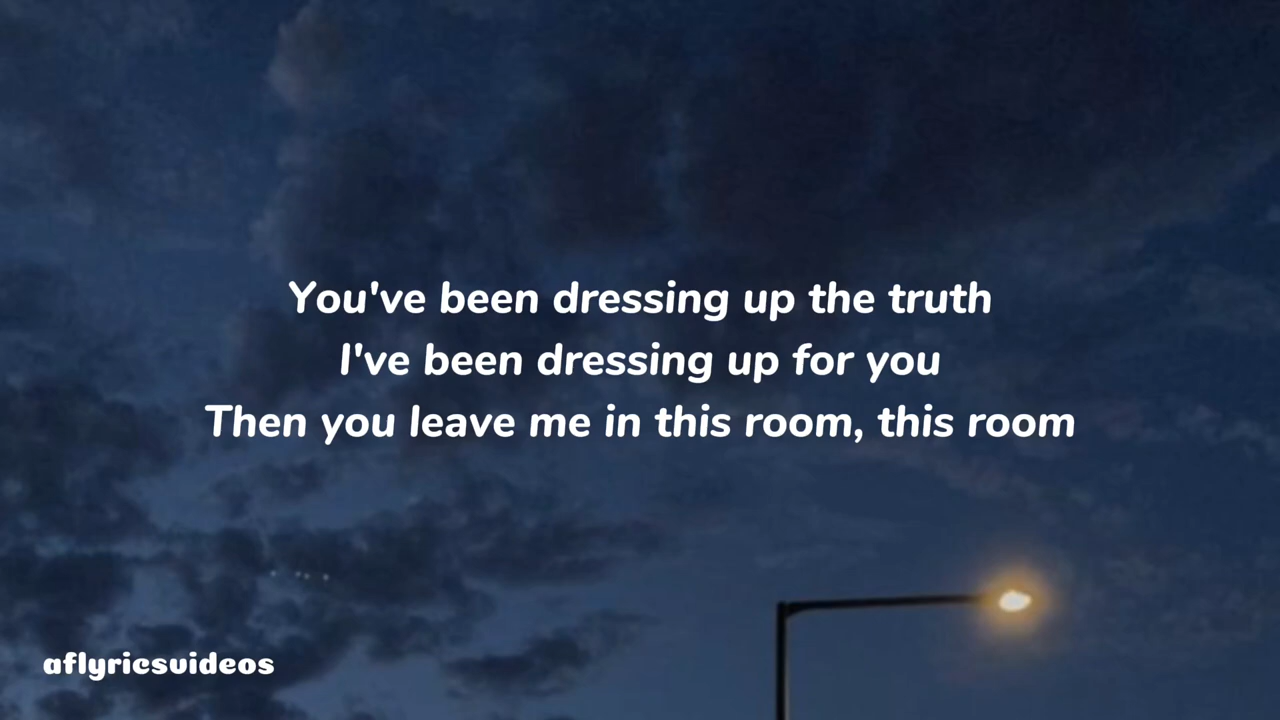 You've been dressing up the truth
I've been dressing up for you
Then you leave me in this room, this room
aflyricsvideos